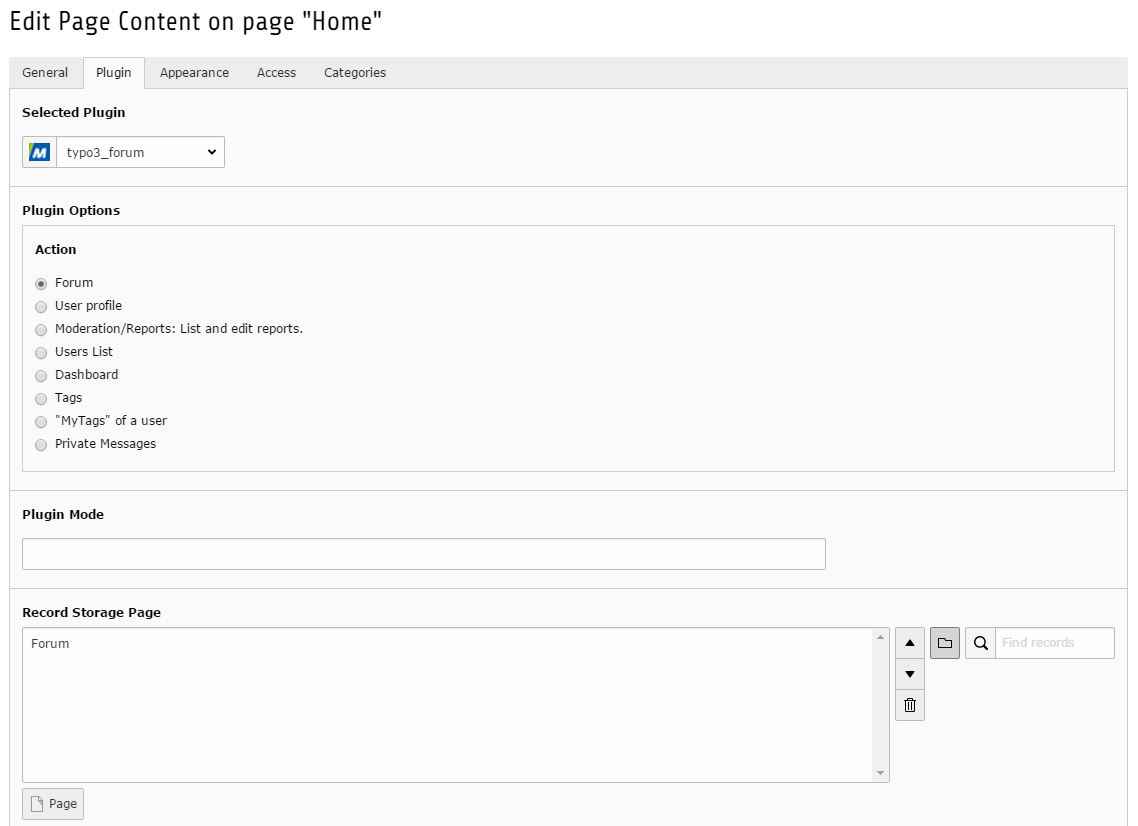 Edit Page Content on page "Home"
General Plugin Appearance Access Categories
Selected Plugin
typo3_forum
Plugin Options
Action
Forum
User profile
Moderation/Reports: List and edit reports.
Users List
Dashboard
Tags
"MyTags" of a user
Private Messages
Plugin Mode
Record Storage Page
Forum
Find records
Page